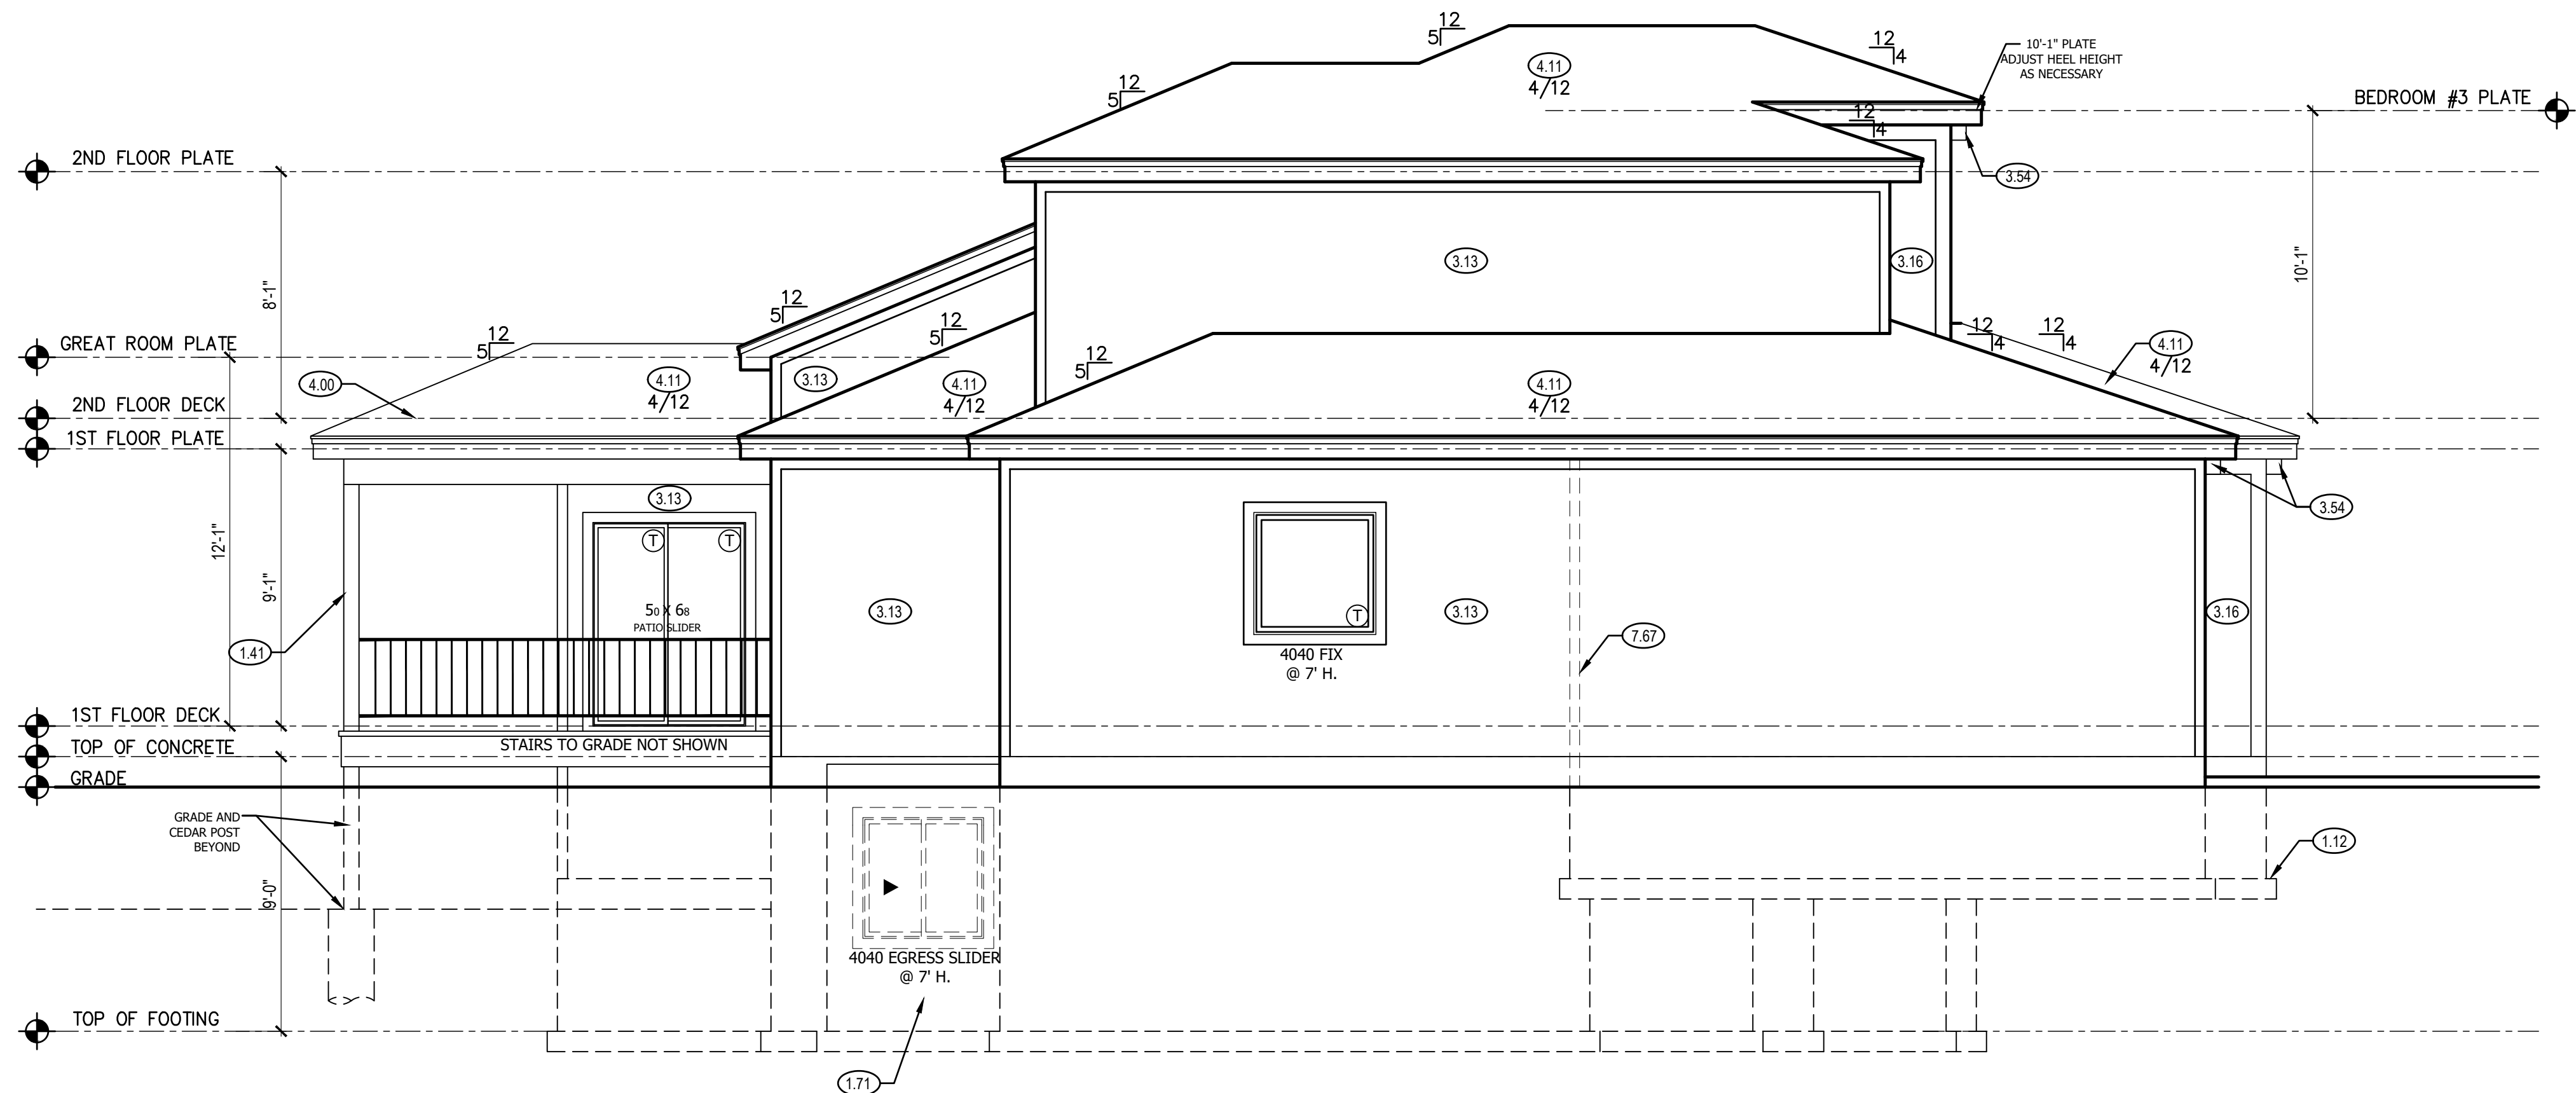 12
5
12
4
10'-1" PLATE
ADJUST HEEL HEIGHT
AS NECESSARY
4.11
4/12
12
5
BEDROOM #3 PLATE
12
4
2ND FLOOR PLATE
3.54
3.13
3.16
10'-1"
8'-1"
12
5
12
5
12
5
12
4
12
4
GREAT ROOM PLATE
12
5
4.11
4/12
4.00
4.11
4/12
3.13
4.11
4/12
4.11
4/12
2ND FLOOR DECK
1ST FLOOR PLATE
3.13
3.54
T
T
12'-1"
9'-1"
50 X 68
PATIO SLIDER
3.13
T
3.13
3.16
4040 FIX
@ 7' H.
7.67
1.41
1ST FLOOR DECK
TOP OF CONCRETE
STAIRS TO GRADE NOT SHOWN
GRADE
GRADE AND
CEDAR POST
BEYOND
1.12
9'-0"
4040 EGRESS SLIDER
@ 7' H.
TOP OF FOOTING
1.71